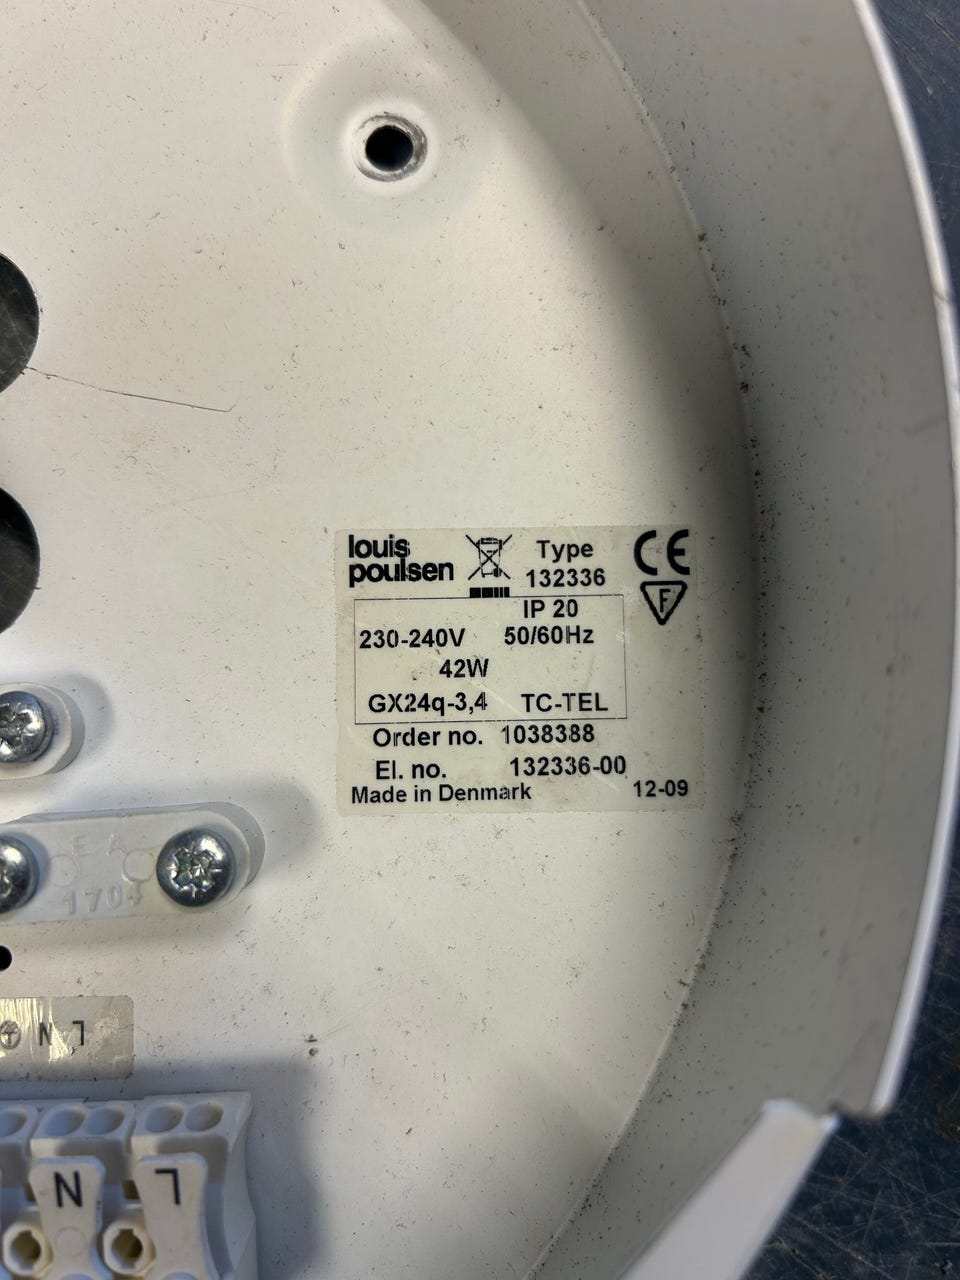 louis
poulsen
Type
132336
CE
F
IP 20
230-240V 50/60Hz
42W
GX24q-3,4 TC-TEL
Order no. 1038388
El. no. 132336-00
Made in Denmark 12-09
L N
N L